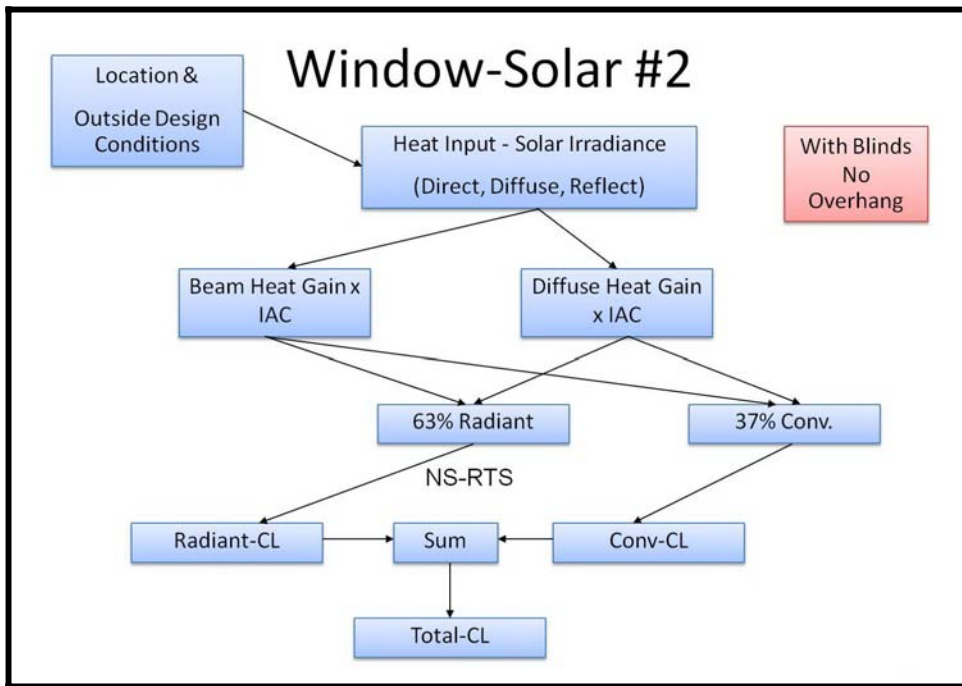 Window-Solar #2
Location &
Outside Design
Conditions
Heat Input - Solar Irradiance
(Direct, Diffuse, Reflect)
With Blinds
No
Overhang
Beam Heat Gain x
IAC
Diffuse Heat Gain
x IAC
63% Radiant
37% Conv.
NS-RTS
Radiant-CL
Sum
Conv-CL
Total-CL